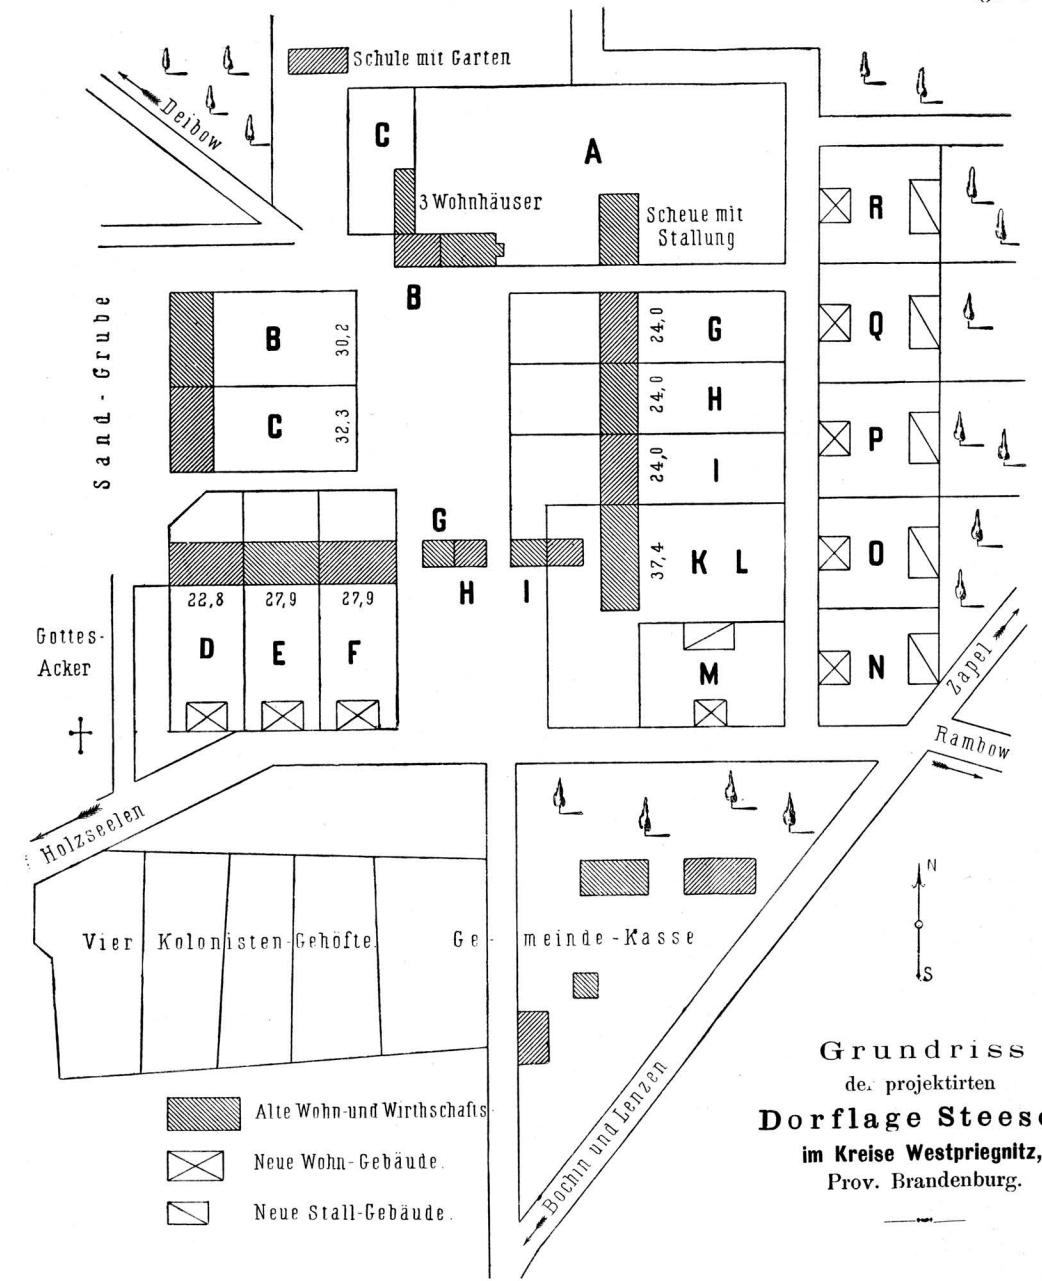 Schule mit Garten
Deibow
C
A
3 Wohnhäuser
Scheue mit
Stallung
R
B
Sand-Grube
B
30,2
24,0
G
Q
C
32,3
24,0
H
P
24,0
I
G
H
I
37,4
K L
O
22,8
27,9
27,9
D
E
F
Gottes-
Acker
M
N
Zapel
Rambow
Holzseelen
N
S
Vier Kolonisten-Gehöfte.
Ge-meinde-Kasse
Bochin und Lenzen
Alte Wohn-und Wirthschafts
Neue Wohn-Gebäude.
Neue Stall-Gebäude.
Grundriss
projektirten
Dorflage
im Kreise Westpriegnitz,
Prov. Brandenburg.